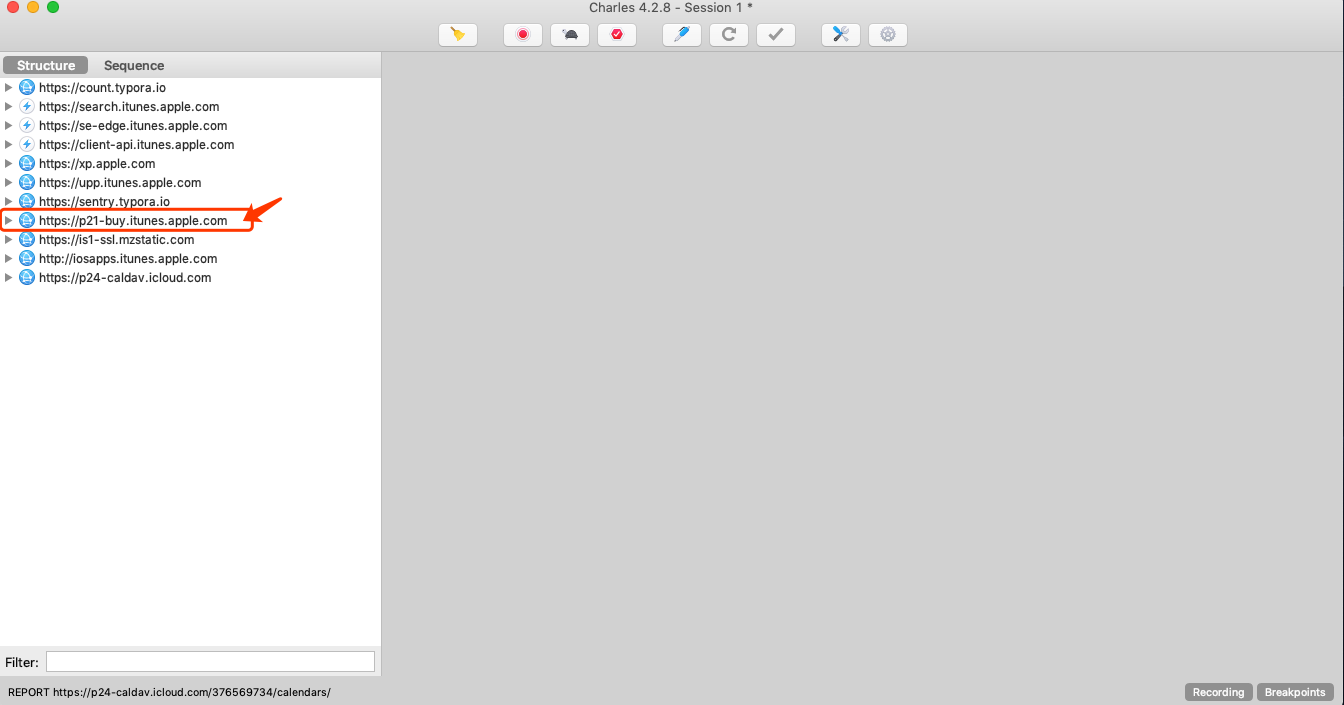 Charles 4.2.8 - Session 1 *
Structure Sequence
https://count.typora.io
https://search.itunes.apple.com
https://se-edge.itunes.apple.com
https://client-api.itunes.apple.com
https://xp.apple.com
https://upp.itunes.apple.com
https://sentry.typora.io
https://p21-buy.itunes.apple.com
https://is1-ssl.mzstatic.com
http://iosapps.itunes.apple.com
https://p24-caldav.icloud.com
Filter:
REPORT https://p24-caldav.icloud.com/376569734/calendars/ Recording Breakpoints